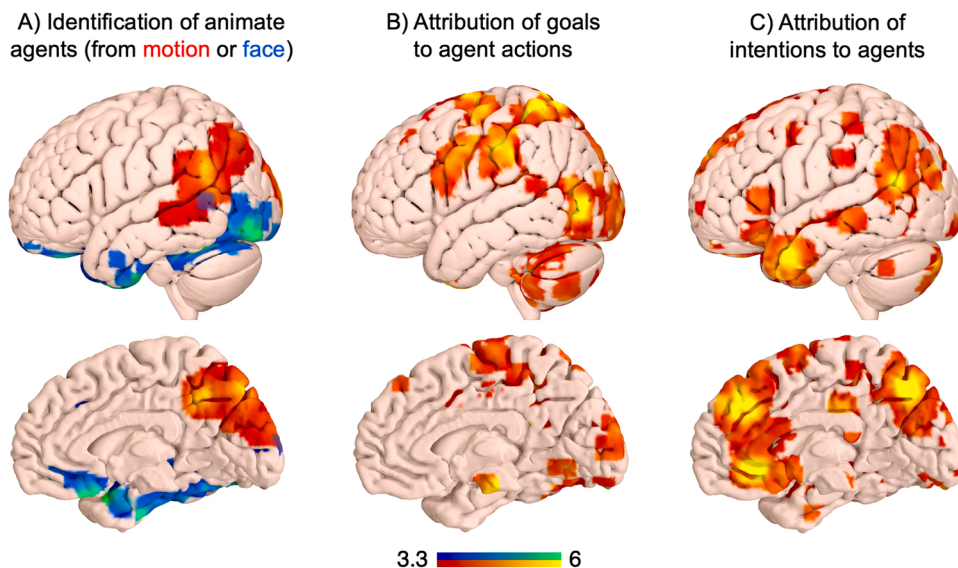 A) Identification of animate
agents (from motion or face)
B) Attribution of goals
to agent actions
C) Attribution of
intentions to agents
3.3
6